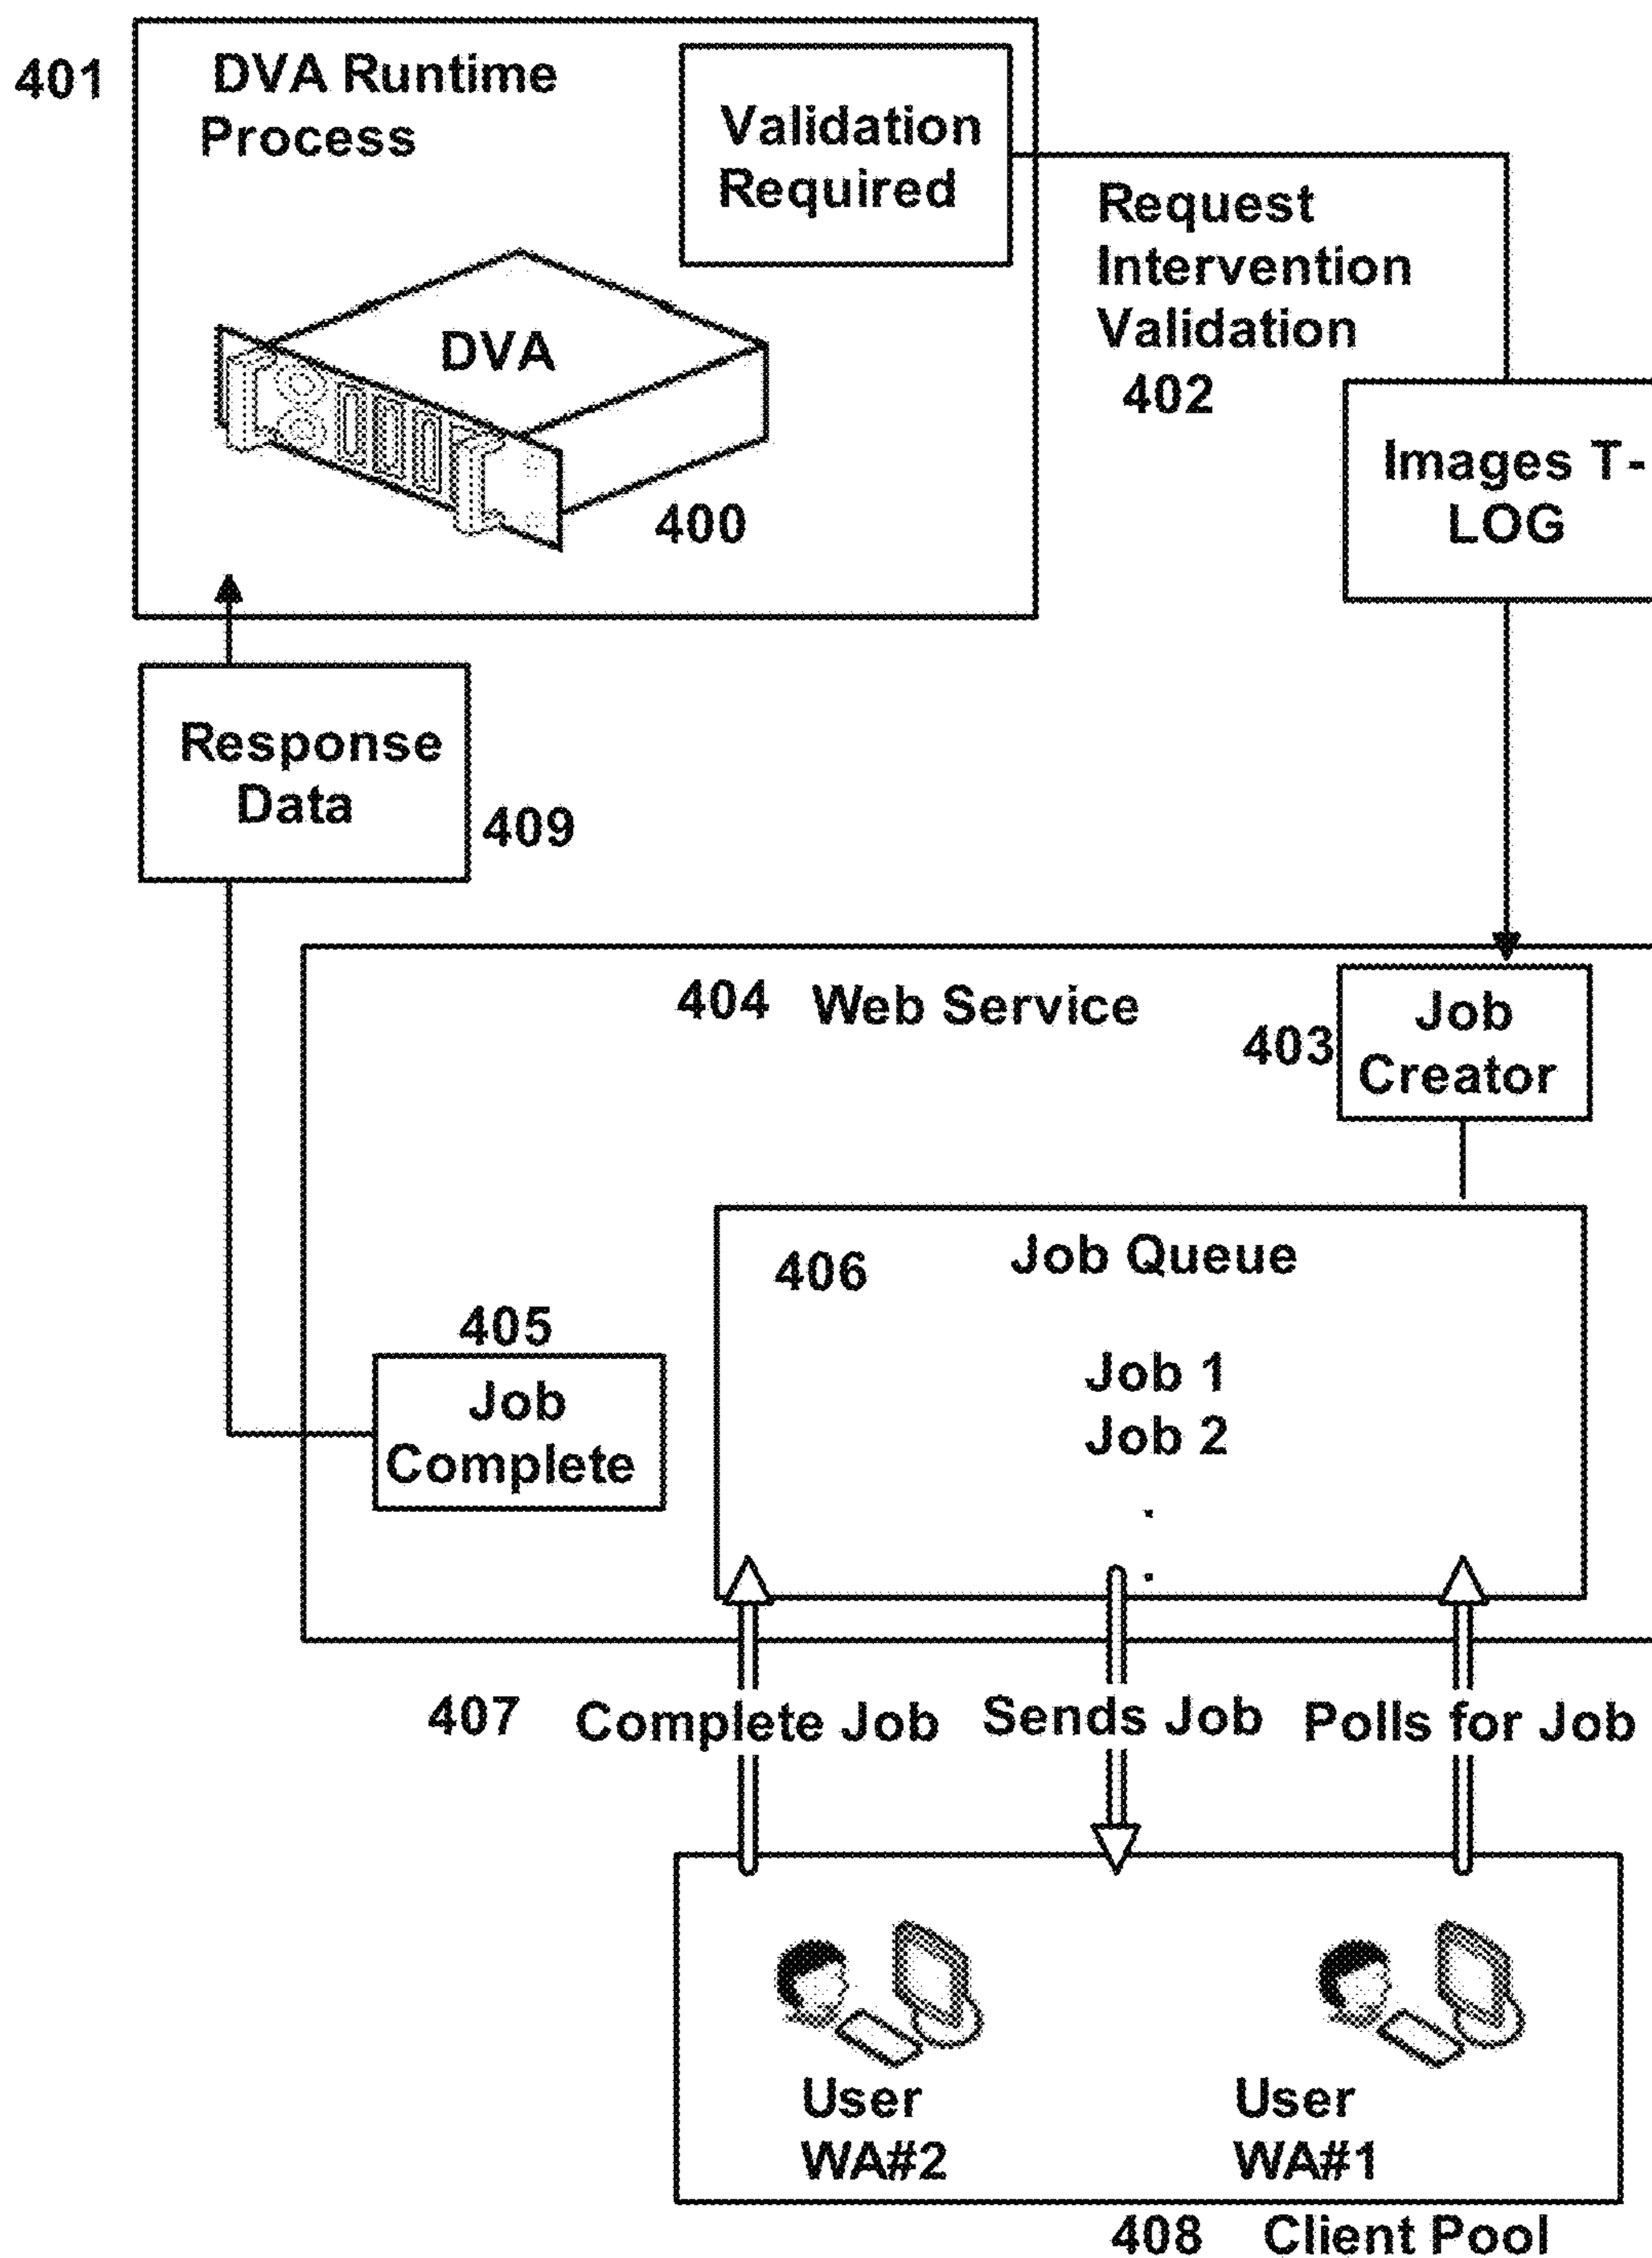 401
DVA Runtime
Process
Validation
Required
Request
Intervention
Validation
402
DVA
400
Images T-
LOG
Response
Data
409
404 Web Service
403
Job
Creator
406
Job Queue
Job 1
Job 2
.
.
405
Job
Complete
407
Complete Job
Sends Job
Polls for Job
User
WA#2
User
WA#1
408 Client Pool